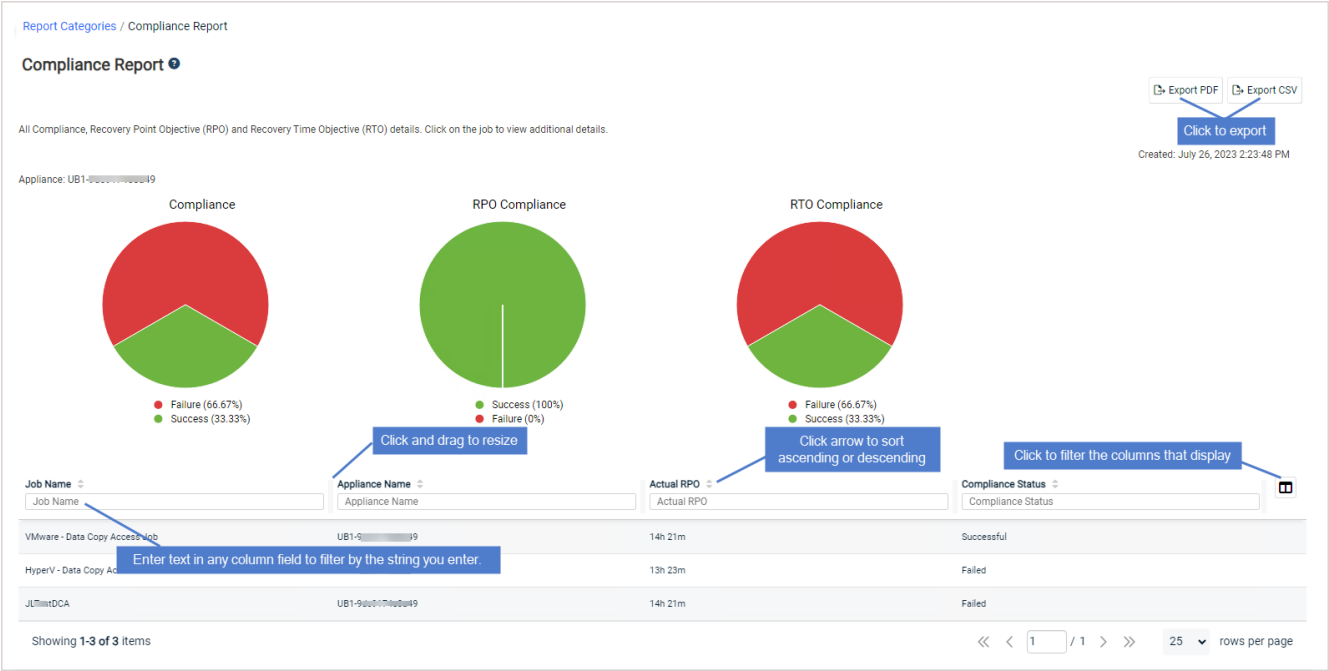 Report Categories / Compliance Report
Compliance Report
Export PDF Export CSV
Click to export
All Compliance, Recovery Point Objective (RPO) and Recovery Time Objective (RTO) details. Click on the job to view additional details.
Created: July 26, 2023 2:23:48 PM
Appliance:
Compliance RPO Compliance RTO Compliance
Failure (66.67%) Success (100%) Failure (66.67%)
Success (33.33%) Failure (0%) Success (33.33%)
Click and drag to resize
Click arrow to sort
ascending or descending
Click to filter the columns that display
Job Name Appliance Name Actual RPO Compliance Status
Job Name Appliance Name Actual RPO Compliance Status
VMware - Data Copy Access Job 14h 21m Successful
Enter text in any column field to filter by the string you enter.
HyperV - Data Copy 13h 23m Failed
14h 21m Failed
Showing 1-3 of 3 items
1 / 1 25 rows per page